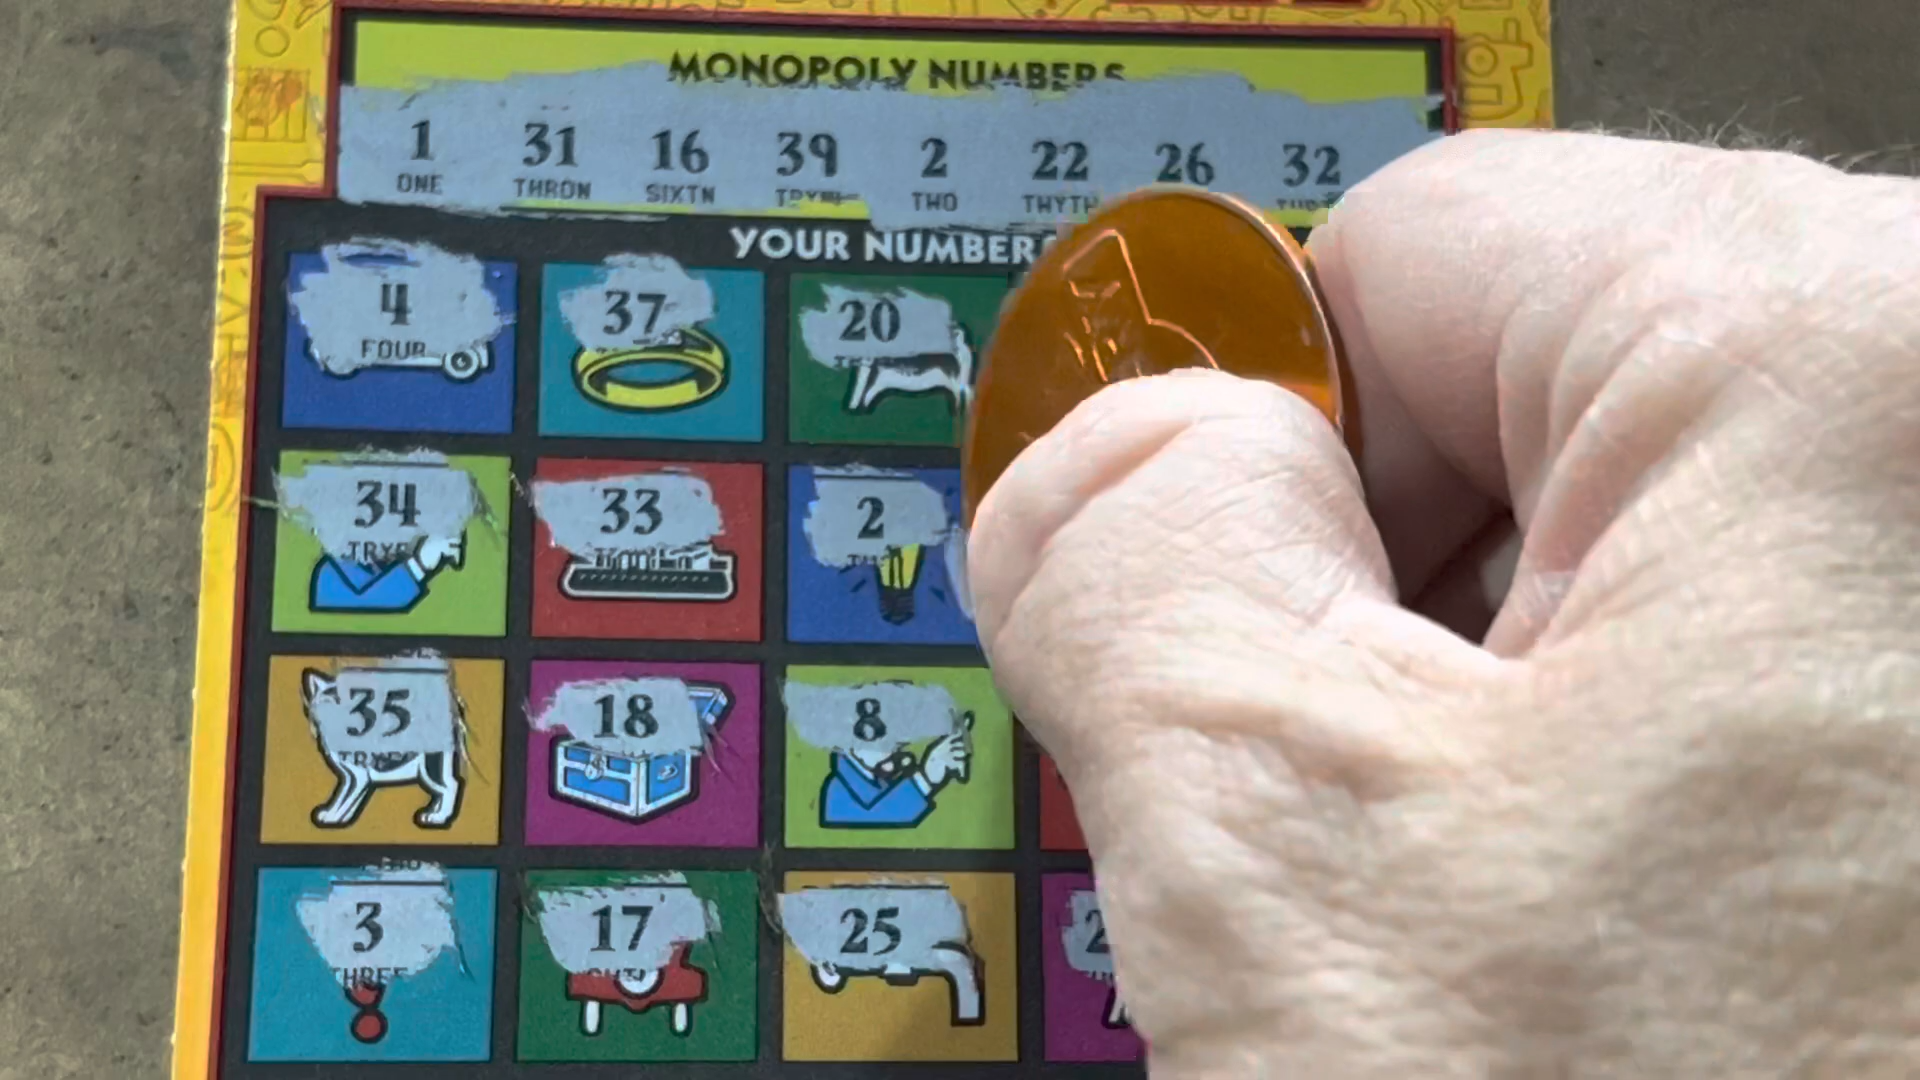 MONOPOLY NUMBERS
1 31 16 39 2 22 26 32
ONE THRON SIXTN TWO TWYTH
YOUR NUMBERS
4 37 20
FOUR
34 33 2
35 18 8
3 17 25
THREE